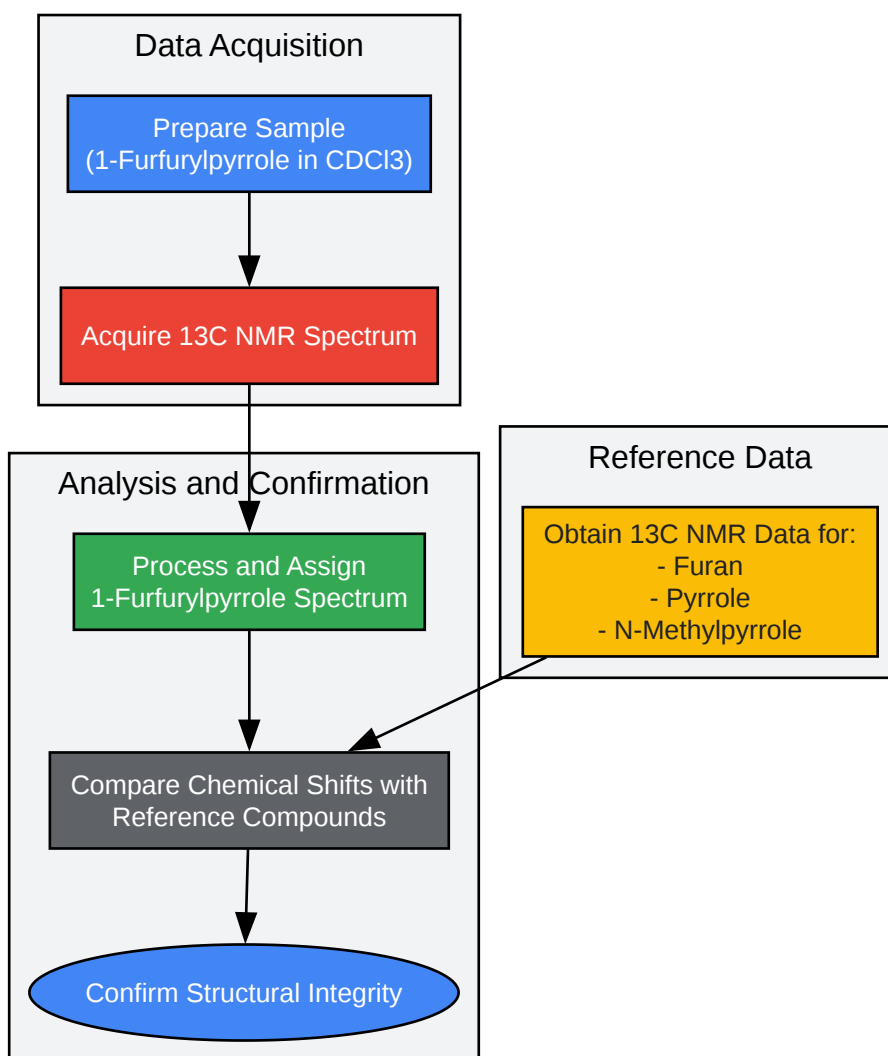 Data Acquisition
Prepare Sample
(1-Furfurylpyrrole in CDCl3)
Acquire 13C NMR Spectrum
Analysis and Confirmation
Process and Assign
1-Furfurylpyrrole Spectrum
Reference Data
Obtain 13C NMR Data for:
- Furan
- Pyrrole
- N-Methylpyrrole
Compare Chemical Shifts with
Reference Compounds
Confirm Structural Integrity